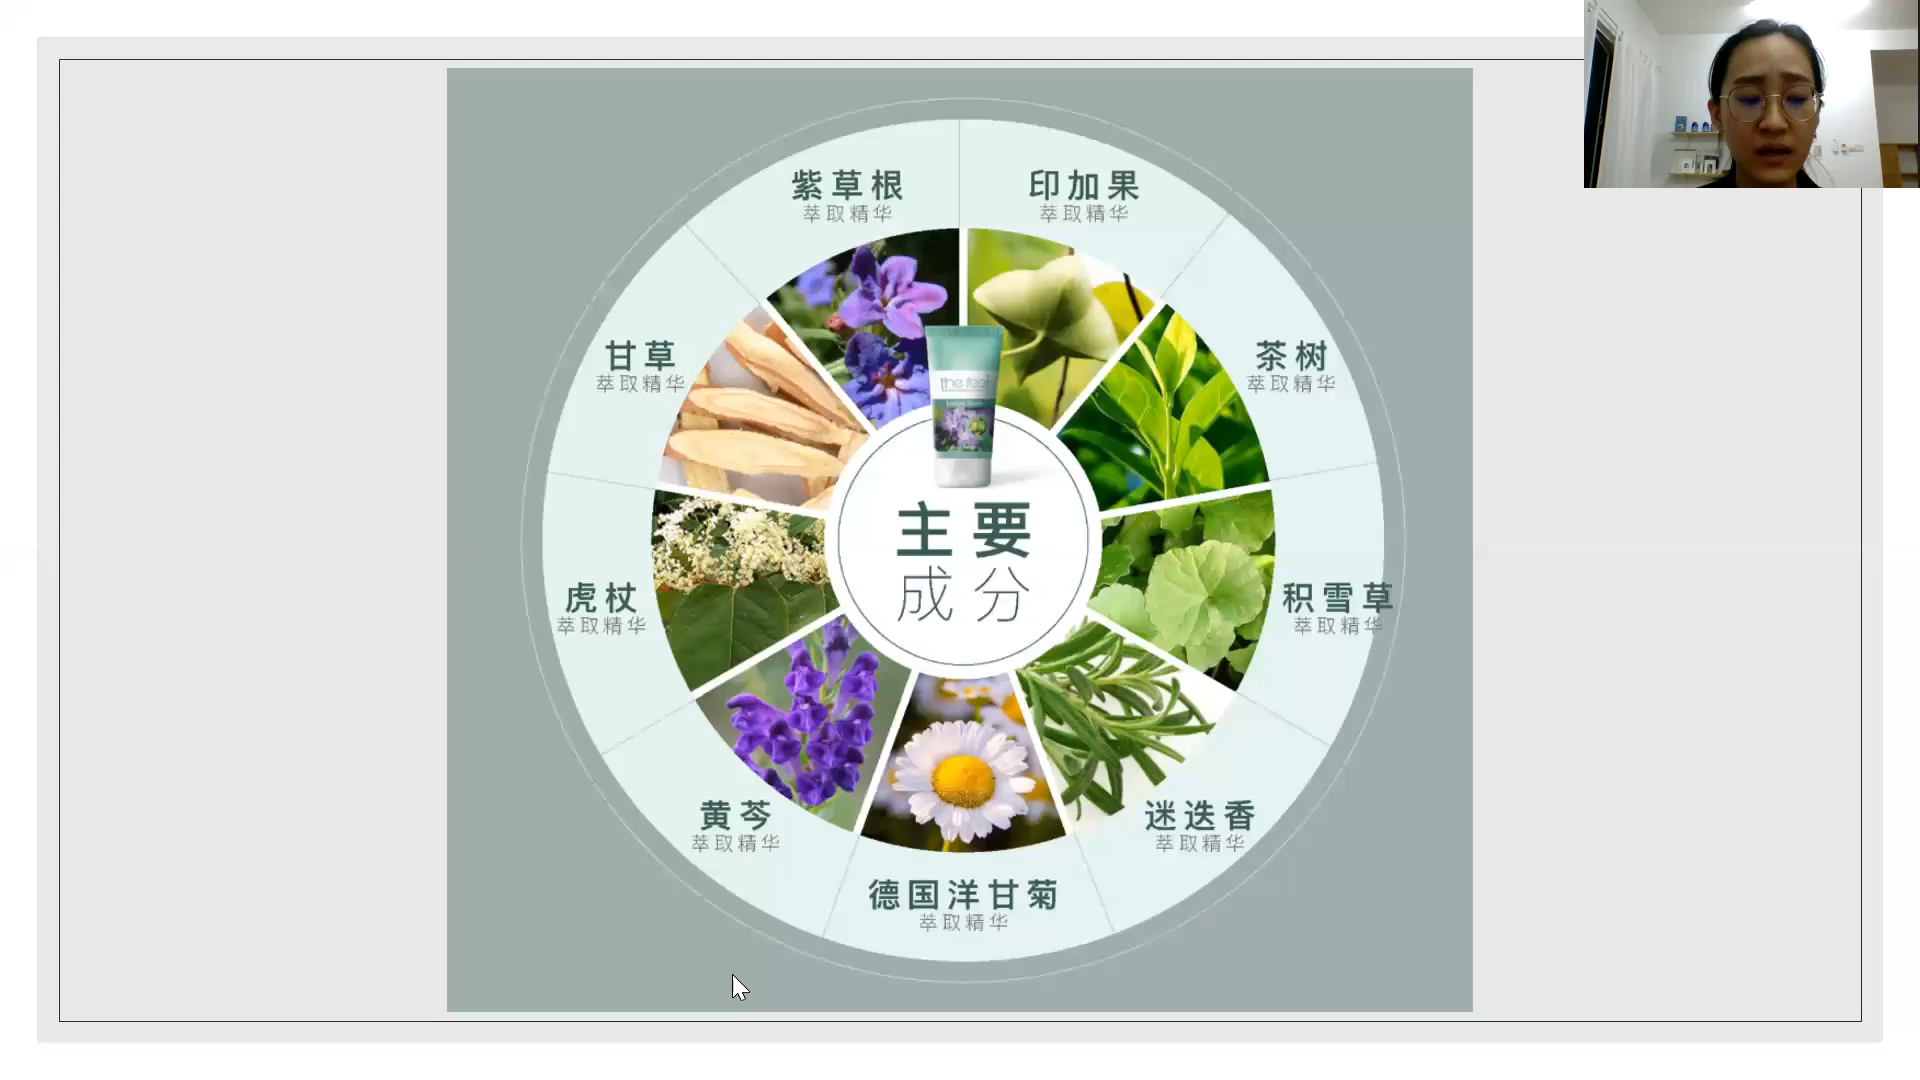 紫草根
萃取精华
印加果
萃取精华
甘草
萃取精华
茶树
萃取精华
the feel
主要
成分
虎杖
萃取精华
积雪草
萃取精华
黄芩
萃取精华
迷迭香
萃取精华
德国洋甘菊
萃取精华